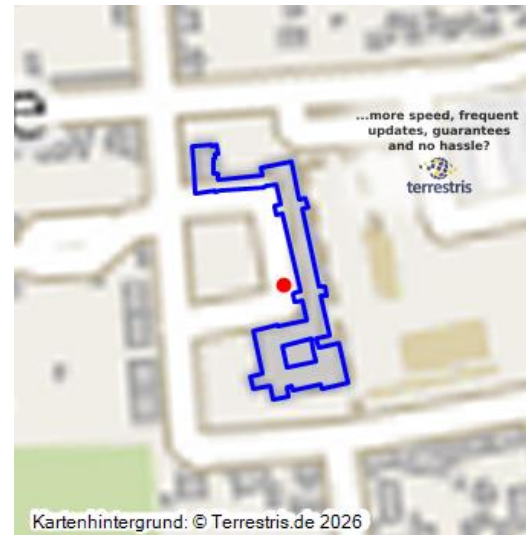 ...more speed, frequent
updates, guarantees
and no hassle?
terrestris
Kartenhintergrund: © Terrestris.de 2026